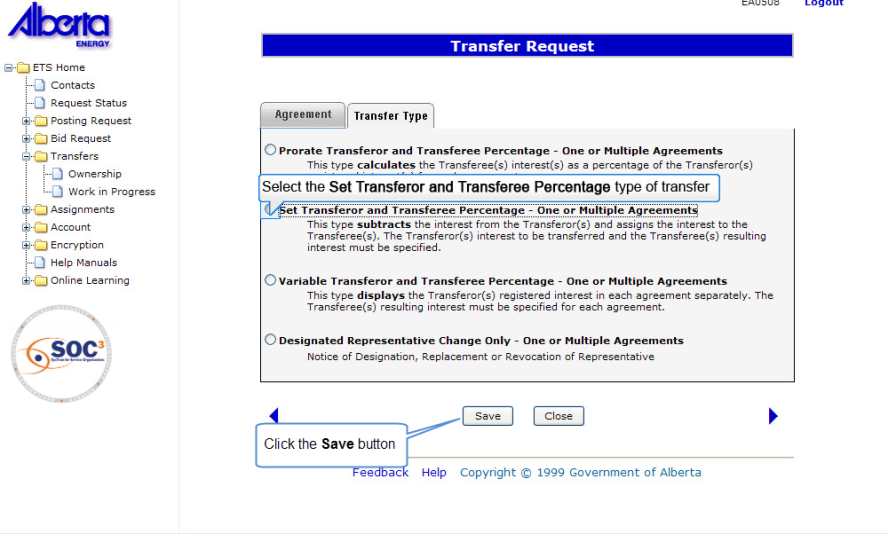 EA0508 Logout
Alberta
ENERGY
Transfer Request
ETS Home
Contacts
Request Status
Posting Request
Bid Request
Transfers
Ownership
Work in Progress
Assignments
Account
Encryption
Help Manuals
Online Learning
SOC3
Agreement
Transfer Type
Prorate Transferor and Transferee Percentage - One or Multiple Agreements
This type calculates the Transferee(s) interest(s) as a percentage of the Transferor(s)
Select the Set Transferor and Transferee Percentage type of transfer
Set Transferor and Transferee Percentage - One or Multiple Agreements
This type subtracts the interest from the Transferor(s) and assigns the interest to the
Transferee(s). The Transferor(s) interest to be transferred and the Transferee(s) resulting
interest must be specified.
Variable Transferor and Transferee Percentage - One or Multiple Agreements
This type displays the Transferor(s) registered interest in each agreement separately. The
Transferee(s) resulting interest must be specified for each agreement.
Designated Representative Change Only - One or Multiple Agreements
Notice of Designation, Replacement or Revocation of Representative
Save
Close
Click the Save button
Feedback Help Copyright © 1999 Government of Alberta